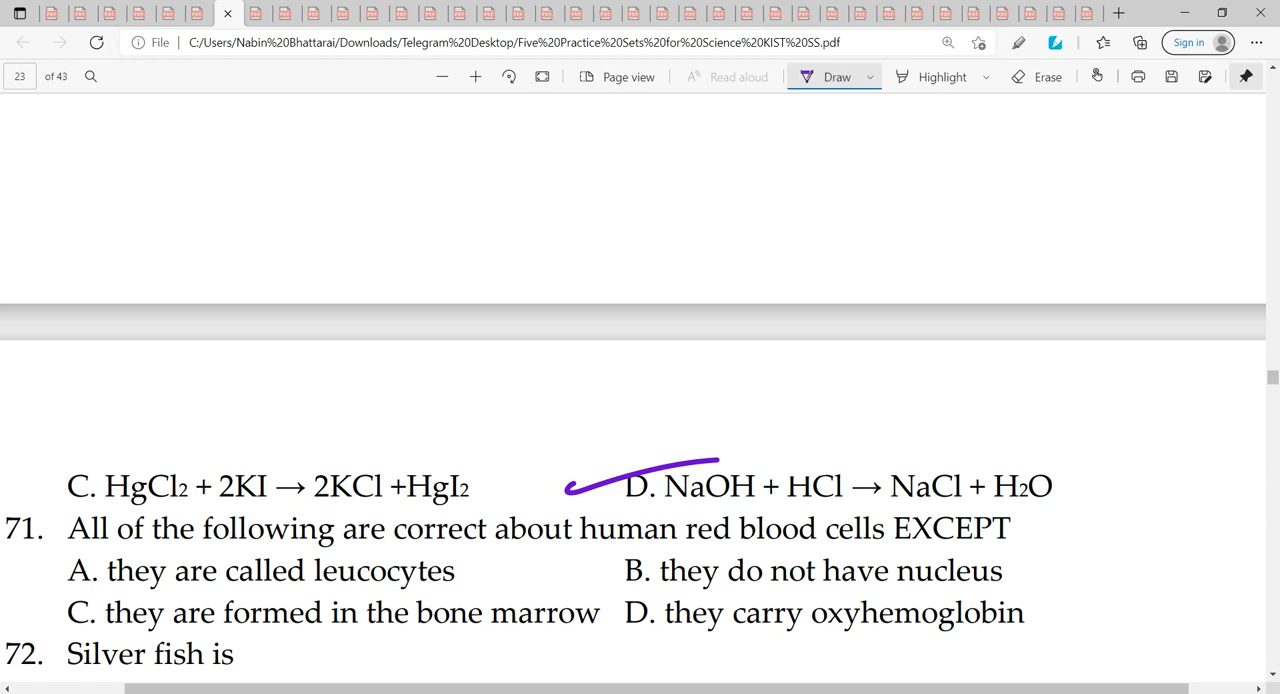 File | C:/Users/Nabin%20Bhattarai/Downloads/Telegram%20Desktop/Five%20Practice%20Sets%20for%20Science%20KIST%20SS.pdf Sign in
23 of 43 Page view Read aloud Draw Highlight Erase
C. HgCl₂ + 2KI → 2KCl +HgI₂ D. NaOH + HCl → NaCl + H₂O
71. All of the following are correct about human red blood cells EXCEPT
A. they are called leucocytes B. they do not have nucleus
C. they are formed in the bone marrow D. they carry oxyhemoglobin
72. Silver fish is